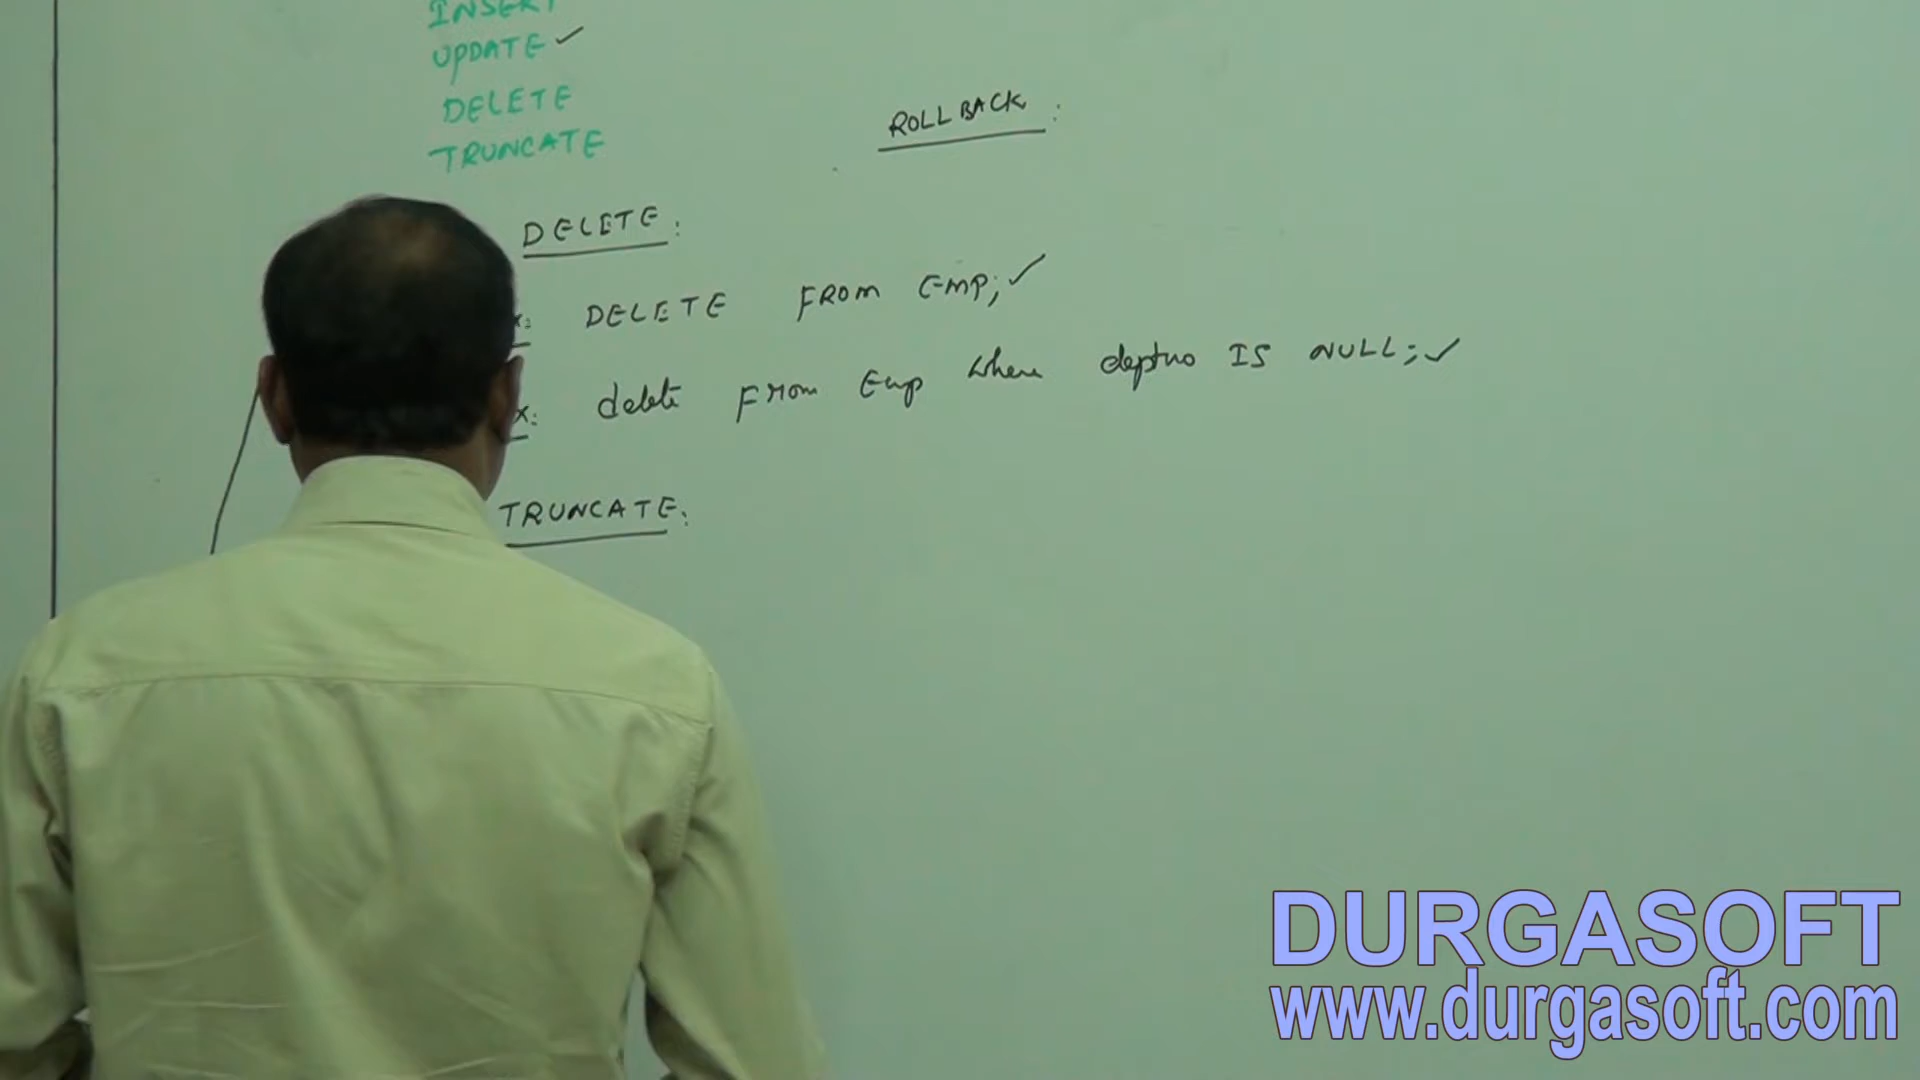 INSERT
UPDATE ✓
DELETE
TRUNCATE
ROLLBACK :
DELETE :
x: DELETE FROM Emp; ✓
x: delete From Emp where deptno IS NULL; ✓
TRUNCATE :
DURGASOFT
www.durgasoft.com